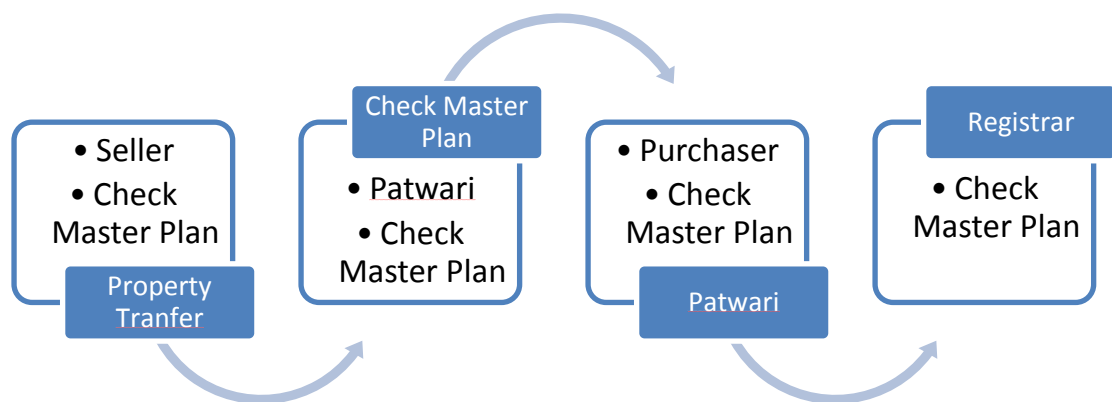 • Seller
• Check
Master Plan
Property
Tranfer
Check Master
Plan
• Patwari
• Check
Master Plan
• Purchaser
• Check
Master Plan
Patwari
Registrar
• Check
Master Plan